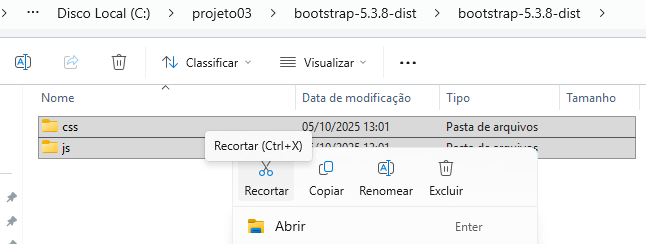 Disco Local (C:) > projeto03 > bootstrap-5.3.8-dist > bootstrap-5.3.8-dist >
Classificar Visualizar
Nome Data de modificação Tipo Tamanho
css 05/10/2025 13:01 Pasta de arquivos
js 05/10/2025 13:01 Pasta de arquivos
Recortar (Ctrl+X)
Recortar Copiar Renomear Excluir
Abrir Enter